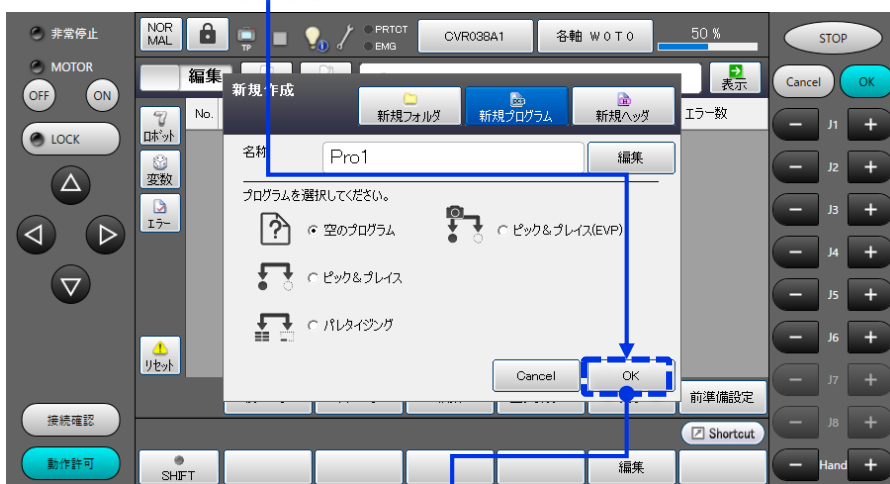 非常停止
MOTOR
OFF
ON
LOCK
接続確認
動作許可
NOR
MAL
TP
PRTCT
EMG
CVR038A1
各軸 W0T0
50 %
編集
表示
No.
エラー数
ロボット
変数
エラー
リセット
新規作成
新規フォルダ
新規プログラム
新規ヘッダ
名称
Pro1
編集
プログラムを選択してください。
空のプログラム
ピック&プレイス(EVP)
ピック&プレイス
パレタイジング
Cancel
OK
前準備設定
Shortcut
SHIFT
編集
STOP
Cancel
OK
− J1 +
− J2 +
− J3 +
− J4 +
− J5 +
− J6 +
− J7 +
− J8 +
− Hand +